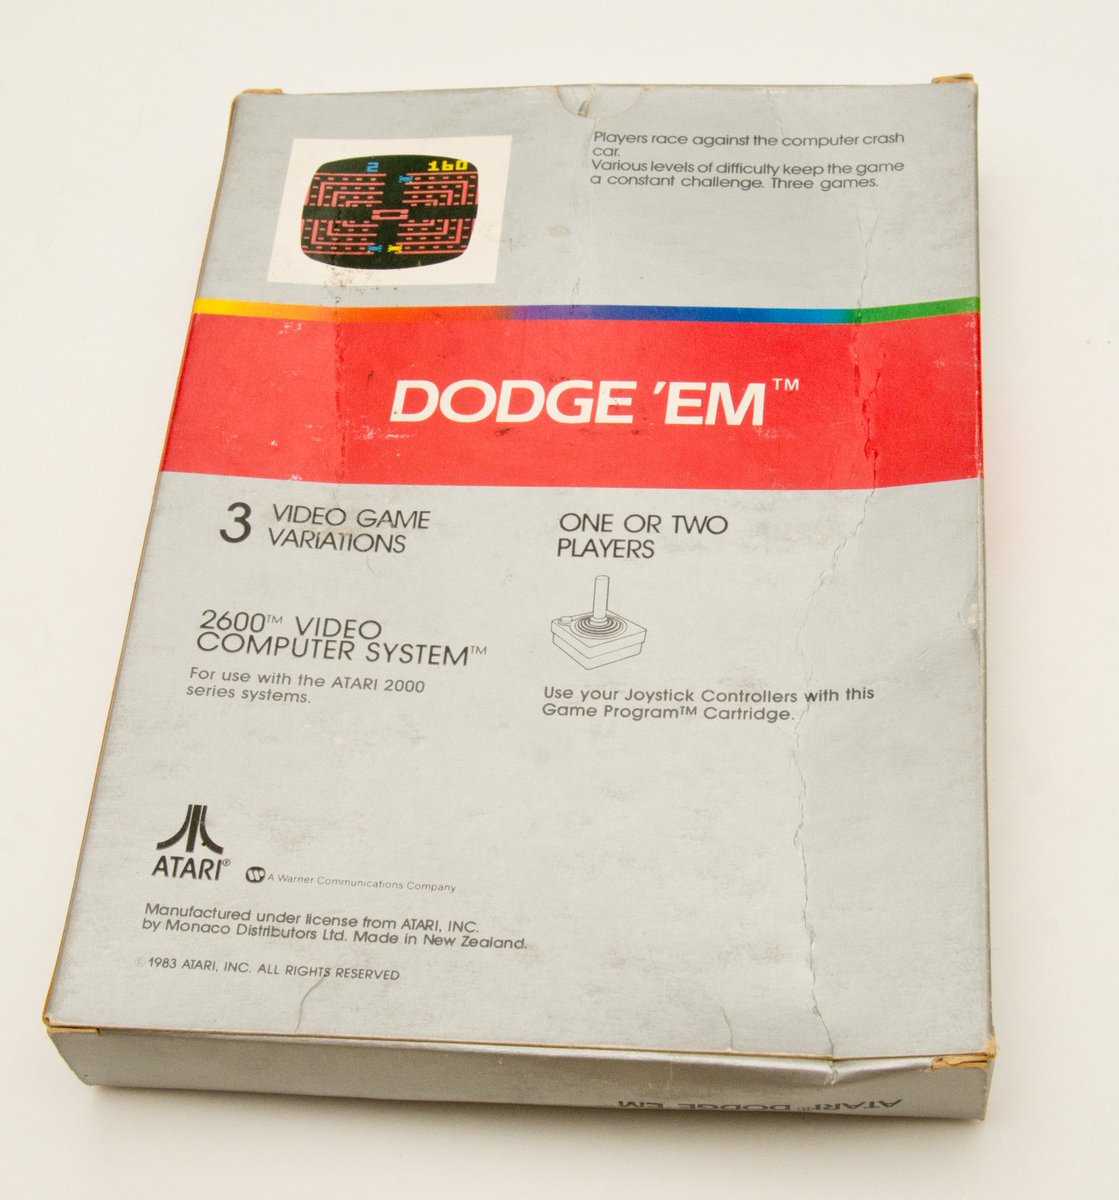 2 160
Players race against the computer crash
car.
Various levels of difficulty keep the game
a constant challenge. Three games.
DODGE 'EM™
3 VIDEO GAME
VARIATIONS
ONE OR TWO
PLAYERS
2600™ VIDEO
COMPUTER SYSTEM™
For use with the ATARI 2000
series systems.
Use your Joystick Controllers with this
Game Program™ Cartridge.
ATARI®
A Warner Communications Company
Manufactured under license from ATARI, INC.
by Monaco Distributors Ltd. Made in New Zealand.
© 1983 ATARI, INC. ALL RIGHTS RESERVED
ATARI® DODGE 'EM™